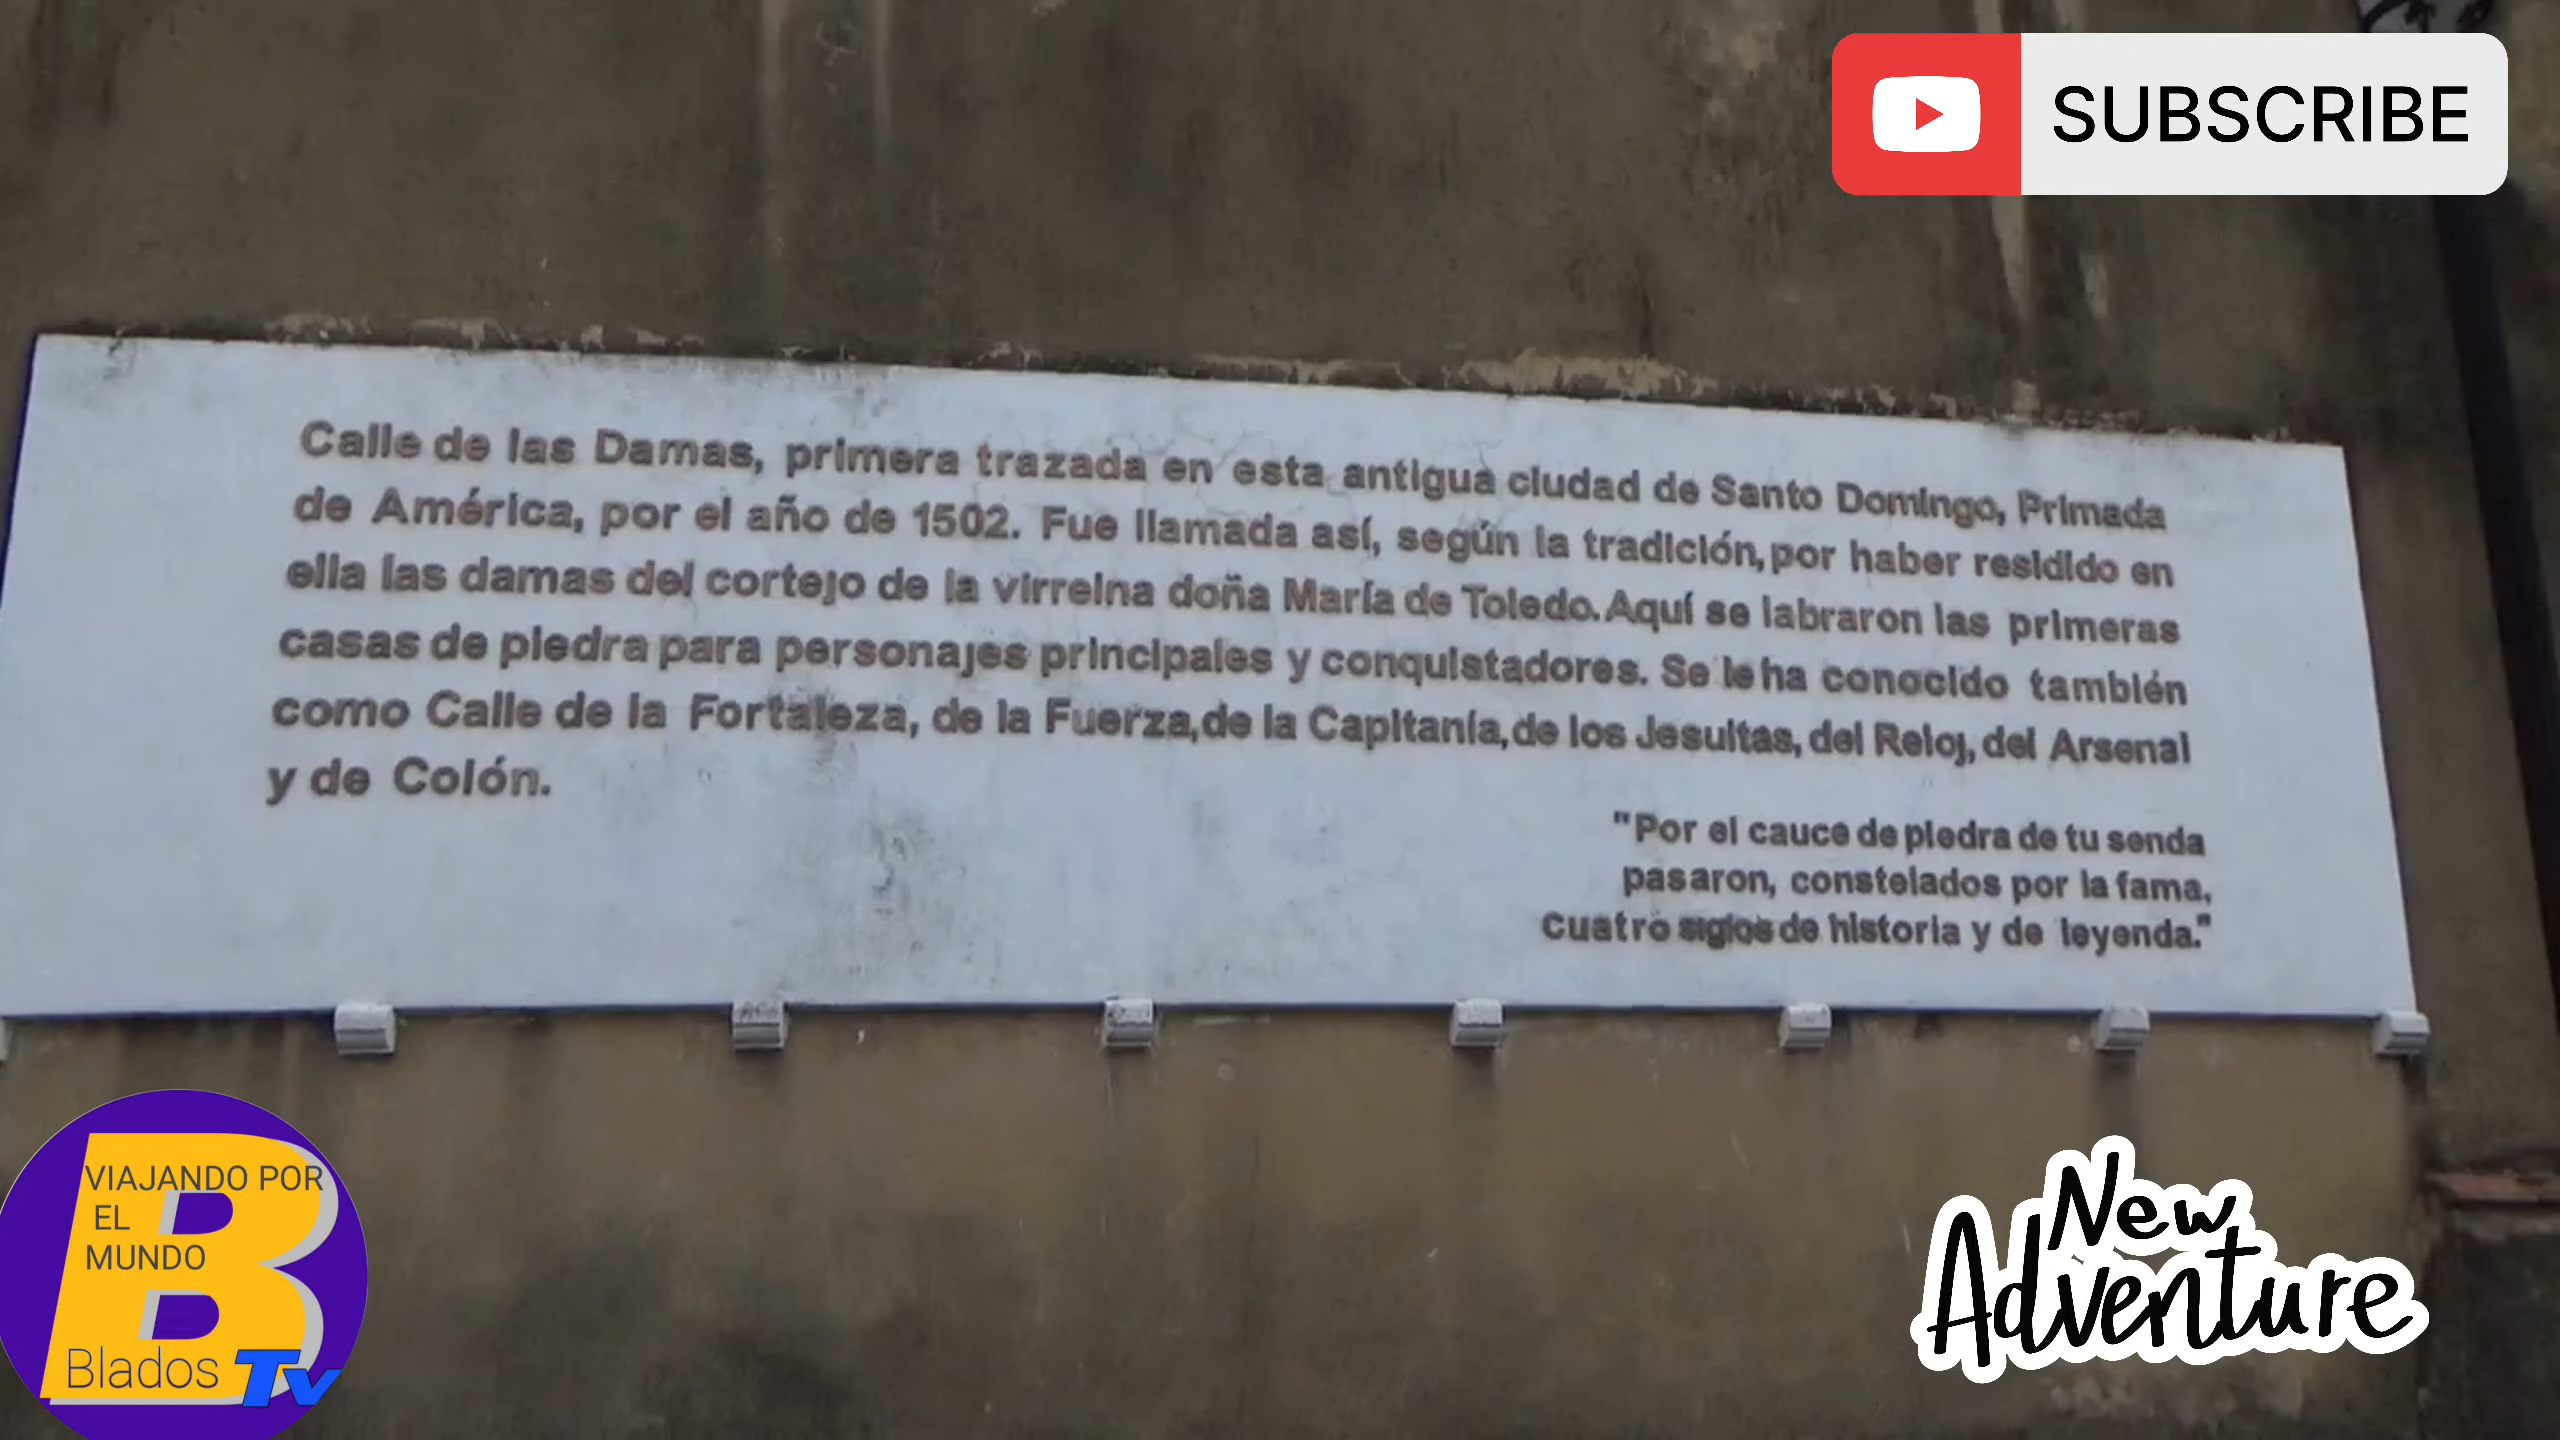 SUBSCRIBE
Calle de las Damas, primera trazada en esta antigua ciudad de Santo Domingo, Primada
de América, por el año de 1502. Fue llamada así, según la tradición, por haber residido en
ella las damas del cortejo de la virreina doña María de Toledo. Aquí se labraron las primeras
casas de piedra para personajes principales y conquistadores. Se le ha conocido también
como Calle de la Fortaleza, de la Fuerza, de la Capitanía, de los Jesuitas, del Reloj, del Arsenal
y de Colón.
"Por el cauce de piedra de tu senda
pasaron, constelados por la fama,
cuatro siglos de historia y de leyenda."
VIAJANDO POR
EL
MUNDO
B
Blados Tv
New
Adventure